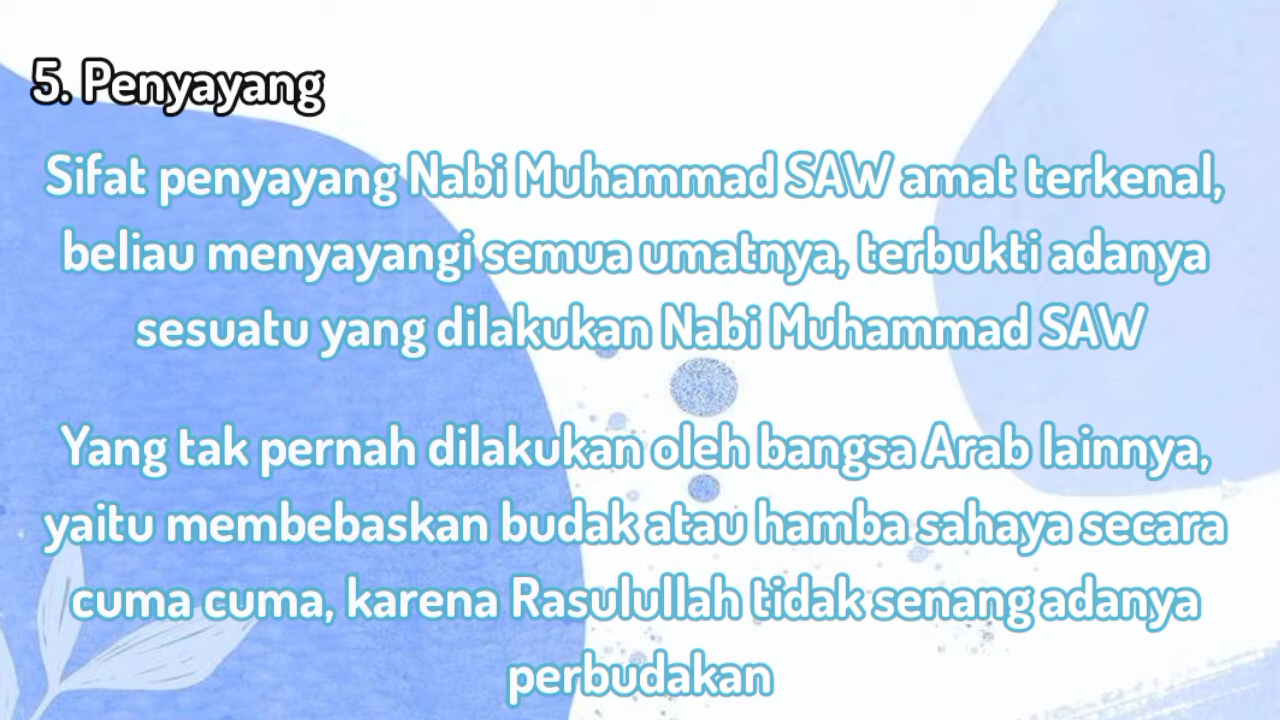 5. Penyayang
Sifat penyayang Nabi Muhammad SAW amat terkenal,
beliau menyayangi semua umatnya, terbukti adanya
sesuatu yang dilakukan Nabi Muhammad SAW
Yang tak pernah dilakukan oleh bangsa Arab lainnya,
yaitu membebaskan budak atau hamba sahaya secara
cuma cuma, karena Rasulullah tidak senang adanya
perbudakan